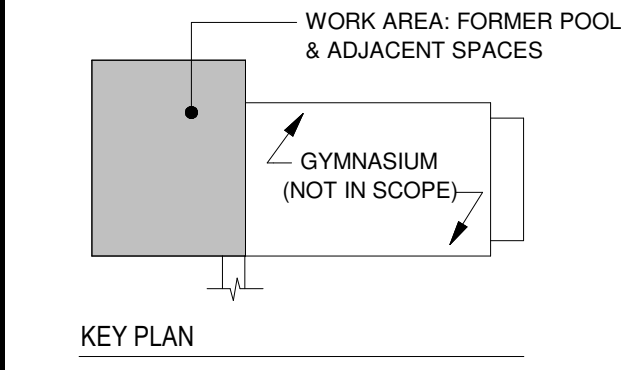 WORK AREA: FORMER POOL
& ADJACENT SPACES
GYMNASIUM
(NOT IN SCOPE)
KEY PLAN